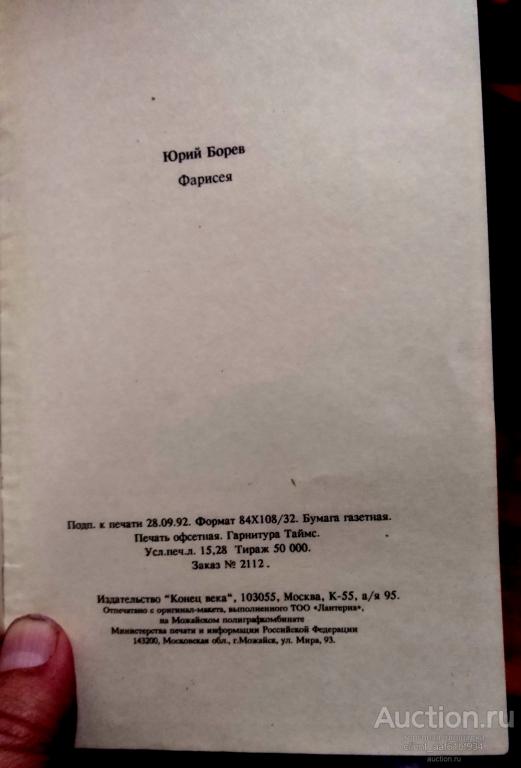 Юрий Борев
Фарисея
Подп. к печати 28.09.92. Формат 84Х108/32. Бумага газетная.
Печать офсетная. Гарнитура Таймс.
Усл.печ.л. 15,28 Тираж 50 000.
Заказ № 2112.
Издательство "Конец века", 103055, Москва, К-55, а/я 95.
Отпечатано с оригинал-макета, выполненного ТОО «Лантерна»,
на Можайском полиграфкомбинате
Министерства печати и информации Российской Федерации
143200, Московская обл., г.Можайск, ул. Мира, 93.
Auction.ru
auction.ru